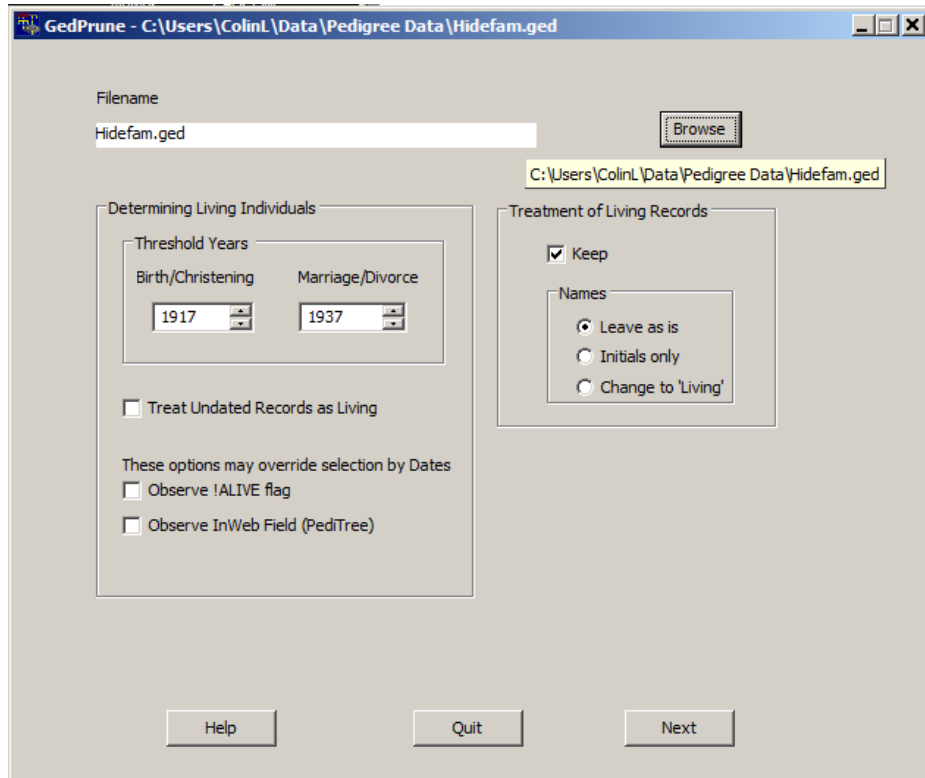 GedPrune - C:\Users\ColinL\Data\Pedigree Data\Hidefam.ged
Filename
Hidefam.ged
Browse
C:\Users\ColinL\Data\Pedigree Data\Hidefam.ged
Determining Living Individuals
Threshold Years
Birth/Christening
Marriage/Divorce
1917
1937
Treat Undated Records as Living
These options may override selection by Dates
Observe !ALIVE flag
Observe InWeb Field (PediTree)
Treatment of Living Records
Keep
Names
Leave as is
Initials only
Change to 'Living'
Help
Quit
Next